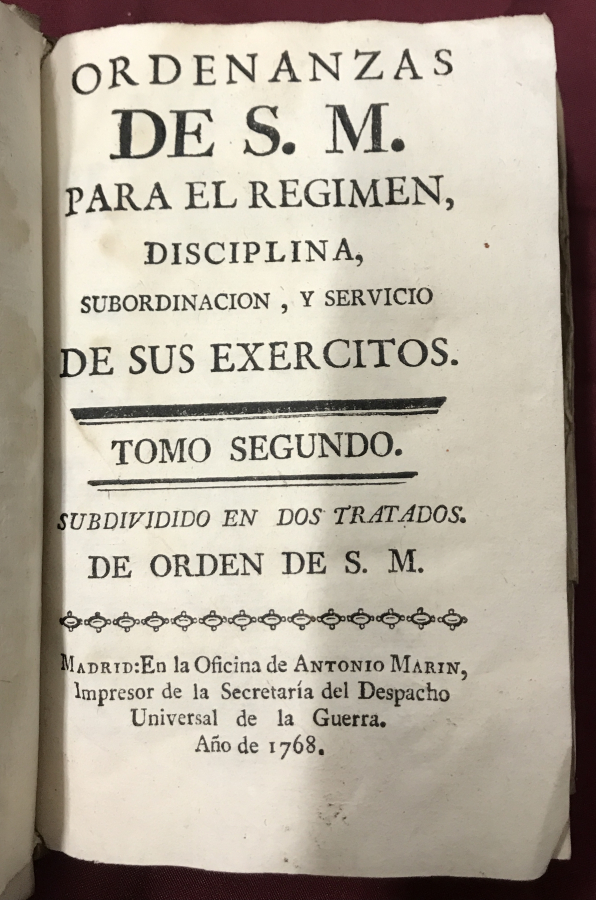 ORDENANZAS
DE S. M.
PARA EL REGIMEN,
DISCIPLINA,
SUBORDINACION , Y SERVICIO
DE SUS EXERCITOS.
TOMO SEGUNDO.
SUBDIVIDIDO EN DOS TRATADOS.
DE ORDEN DE S. M.
MADRID:En la Oficina de ANTONIO MARIN,
Impresor de la Secretaría del Despacho
Universal de la Guerra.
Año de 1768.